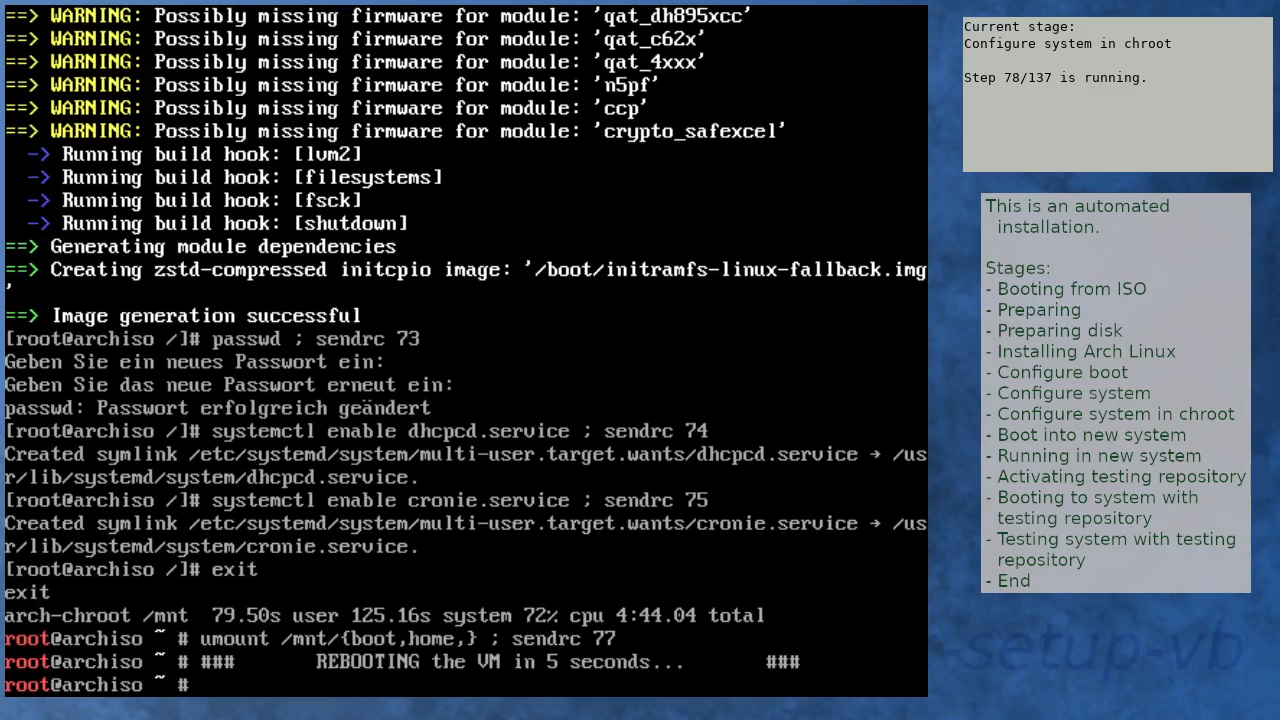 ==> WARNING: Possibly missing firmware for module: 'qat_dh895xcc'
==> WARNING: Possibly missing firmware for module: 'qat_c62x'
==> WARNING: Possibly missing firmware for module: 'qat_4xxx'
==> WARNING: Possibly missing firmware for module: 'n5pf'
==> WARNING: Possibly missing firmware for module: 'ccp'
==> WARNING: Possibly missing firmware for module: 'crypto_safexcel'
-> Running build hook: [lvm2]
-> Running build hook: [filesystems]
-> Running build hook: [fsck]
-> Running build hook: [shutdown]
==> Generating module dependencies
==> Creating zstd-compressed initcpio image: '/boot/initramfs-linux-fallback.img
'
==> Image generation successful
[root@archiso /]# passwd ; sendrc 73
Geben Sie ein neues Passwort ein:
Geben Sie das neue Passwort erneut ein:
passwd: Passwort erfolgreich geändert
[root@archiso /]# systemctl enable dhcpcd.service ; sendrc 74
Created symlink /etc/systemd/system/multi-user.target.wants/dhcpcd.service → /us
r/lib/systemd/system/dhcpcd.service.
[root@archiso /]# systemctl enable cronie.service ; sendrc 75
Created symlink /etc/systemd/system/multi-user.target.wants/cronie.service → /us
r/lib/systemd/system/cronie.service.
[root@archiso /]# exit
exit
arch-chroot /mnt  79.50s user 125.16s system 72% cpu 4:44.04 total
root@archiso ~ # umount /mnt/{boot,home,} ; sendrc 77
root@archiso ~ # ###       REBOOTING the VM in 5 seconds...       ###
root@archiso ~ #
Current stage:
Configure system in chroot
Step 78/137 is running.
This is an automated
installation.
Stages:
- Booting from ISO
- Preparing
- Preparing disk
- Installing Arch Linux
- Configure boot
- Configure system
- Configure system in chroot
- Boot into new system
- Running in new system
- Activating testing repository
- Booting to system with
testing repository
- Testing system with testing
repository
- End
-setup-vb